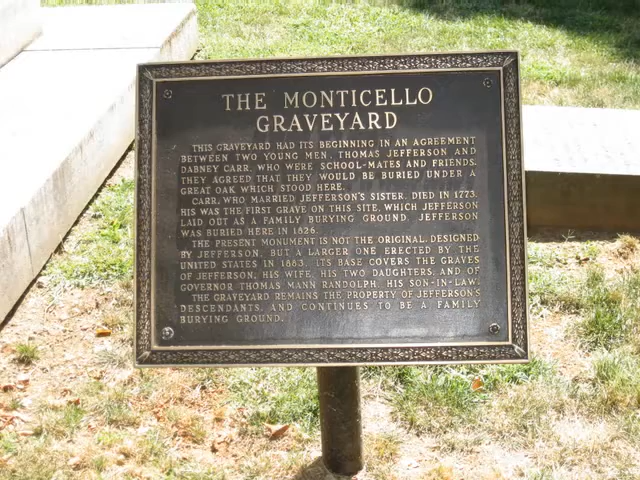 THE MONTICELLO
GRAVEYARD
THIS GRAVEYARD HAD ITS BEGINNING IN AN AGREEMENT
BETWEEN TWO YOUNG MEN, THOMAS JEFFERSON AND
DABNEY CARR, WHO WERE SCHOOL-MATES AND FRIENDS.
THEY AGREED THAT THEY WOULD BE BURIED UNDER A
GREAT OAK WHICH STOOD HERE.
CARR, WHO MARRIED JEFFERSON'S SISTER, DIED IN 1773.
HIS WAS THE FIRST GRAVE ON THIS SITE, WHICH JEFFERSON
LAID OUT AS A FAMILY BURYING GROUND. JEFFERSON
WAS BURIED HERE IN 1826.
THE PRESENT MONUMENT IS NOT THE ORIGINAL, DESIGNED
BY JEFFERSON, BUT A LARGER ONE ERECTED BY THE
UNITED STATES IN 1883. ITS BASE COVERS THE GRAVES
OF JEFFERSON, HIS WIFE, HIS TWO DAUGHTERS, AND OF
GOVERNOR THOMAS MANN RANDOLPH, HIS SON-IN-LAW.
THE GRAVEYARD REMAINS THE PROPERTY OF JEFFERSON'S
DESCENDANTS, AND CONTINUES TO BE A FAMILY
BURYING GROUND.